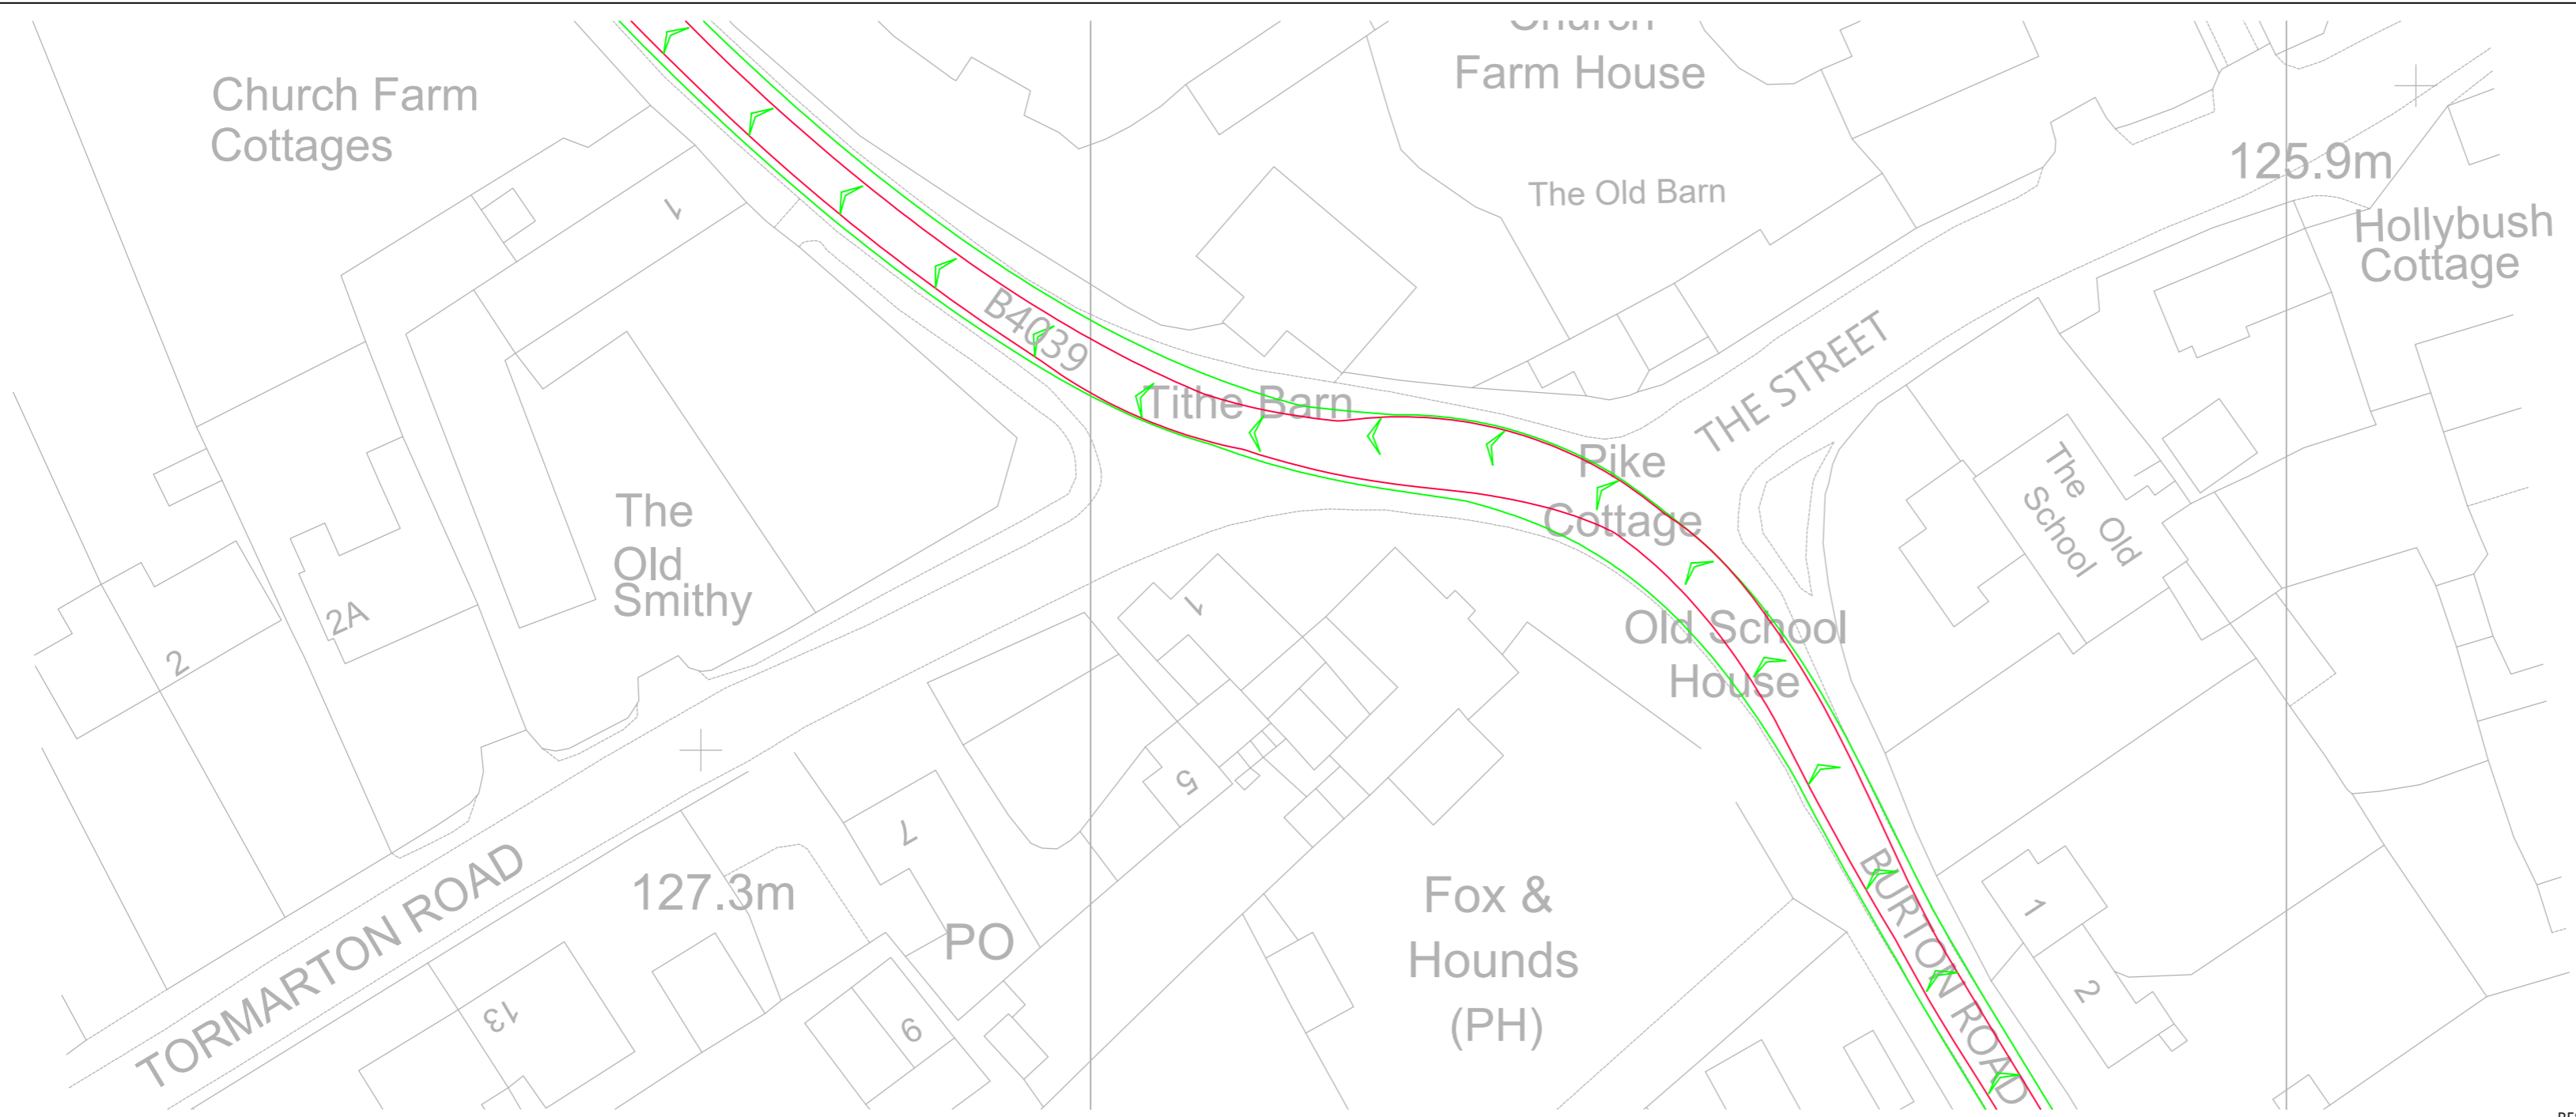 Church
Farm House
Church Farm
Cottages
125.9m
The Old Barn
1
Hollybush
Cottage
B4039
THE STREET
Tithe Barn
Pike
Cottage
The Old
School
The
Old
Smithy
2A
2
1
Old School
House
5
7
127.3m
PO
TORMARTON ROAD
13
9
Fox &
Hounds
(PH)
BURTON ROAD
1
2